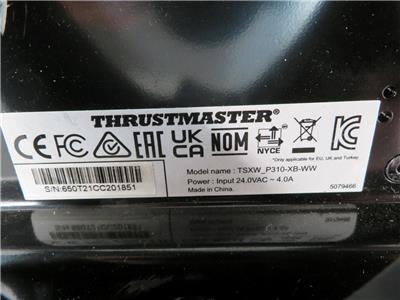 THRUSTMASTER
CE FC EAC UK CA NOM NYCE KC
*Only applicable for EU, UK and Turkey
S/N:650T21CC201851
Model name : TSXW_P310-XB-WW
Power : Input 24.0VAC ~ 4.0A
Made in China.
5079466